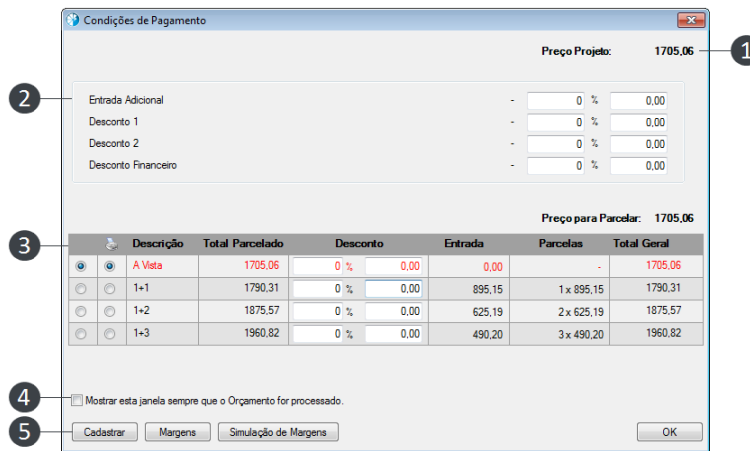 Condições de Pagamento
Preço Projeto: 1705,06
1
2
Entrada Adicional - 0 % 0,00
Desconto 1 - 0 % 0,00
Desconto 2 - 0 % 0,00
Desconto Financeiro - 0 % 0,00
Preço para Parcelar: 1705,06
3
Descrição Total Parcelado Desconto Entrada Parcelas Total Geral
A Vista 1705,06 0 % 0,00 0,00 - 1705,06
1+1 1790,31 0 % 0,00 895,15 1 x 895,15 1790,31
1+2 1875,57 0 % 0,00 625,19 2 x 625,19 1875,57
1+3 1960,82 0 % 0,00 490,20 3 x 490,20 1960,82
4
Mostrar esta janela sempre que o Orçamento for processado.
5
Cadastrar Margens Simulação de Margens OK